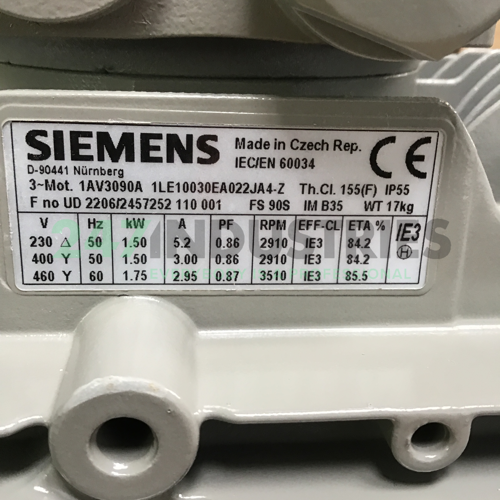 SIEMENS
D-90441 Nürnberg
Made in Czech Rep.
IEC/EN 60034
CE
3~Mot. 1AV3090A 1LE10030EA022JA4-Z Th.Cl. 155(F) IP55
F no UD 2206/2457252 110 001 FS 90S IM B35 WT 17kg
V Hz kW A PF RPM EFF-CL ETA %
230 △ 50 1.50 5.2 0.86 2910 IE3 84.2
400 Y 50 1.50 3.00 0.86 2910 IE3 84.2
460 Y 60 1.75 2.95 0.87 3510 IE3 85.5
IE3
H
247INDUSTRIES